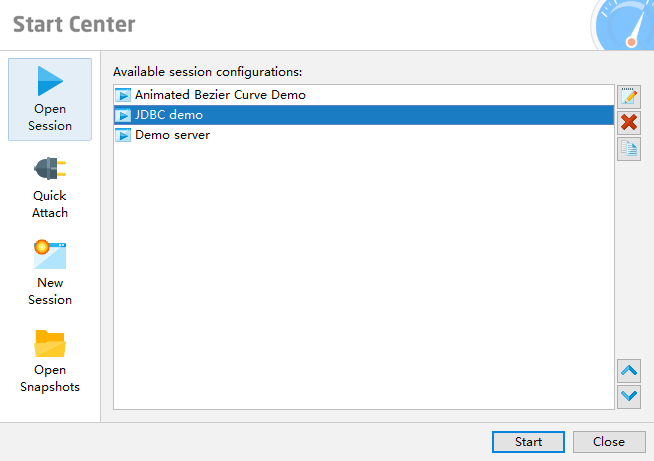 Start Center
Open
Session
Quick
Attach
New
Session
Open
Snapshots
Available session configurations:
Animated Bezier Curve Demo
JDBC demo
Demo server
Start
Close